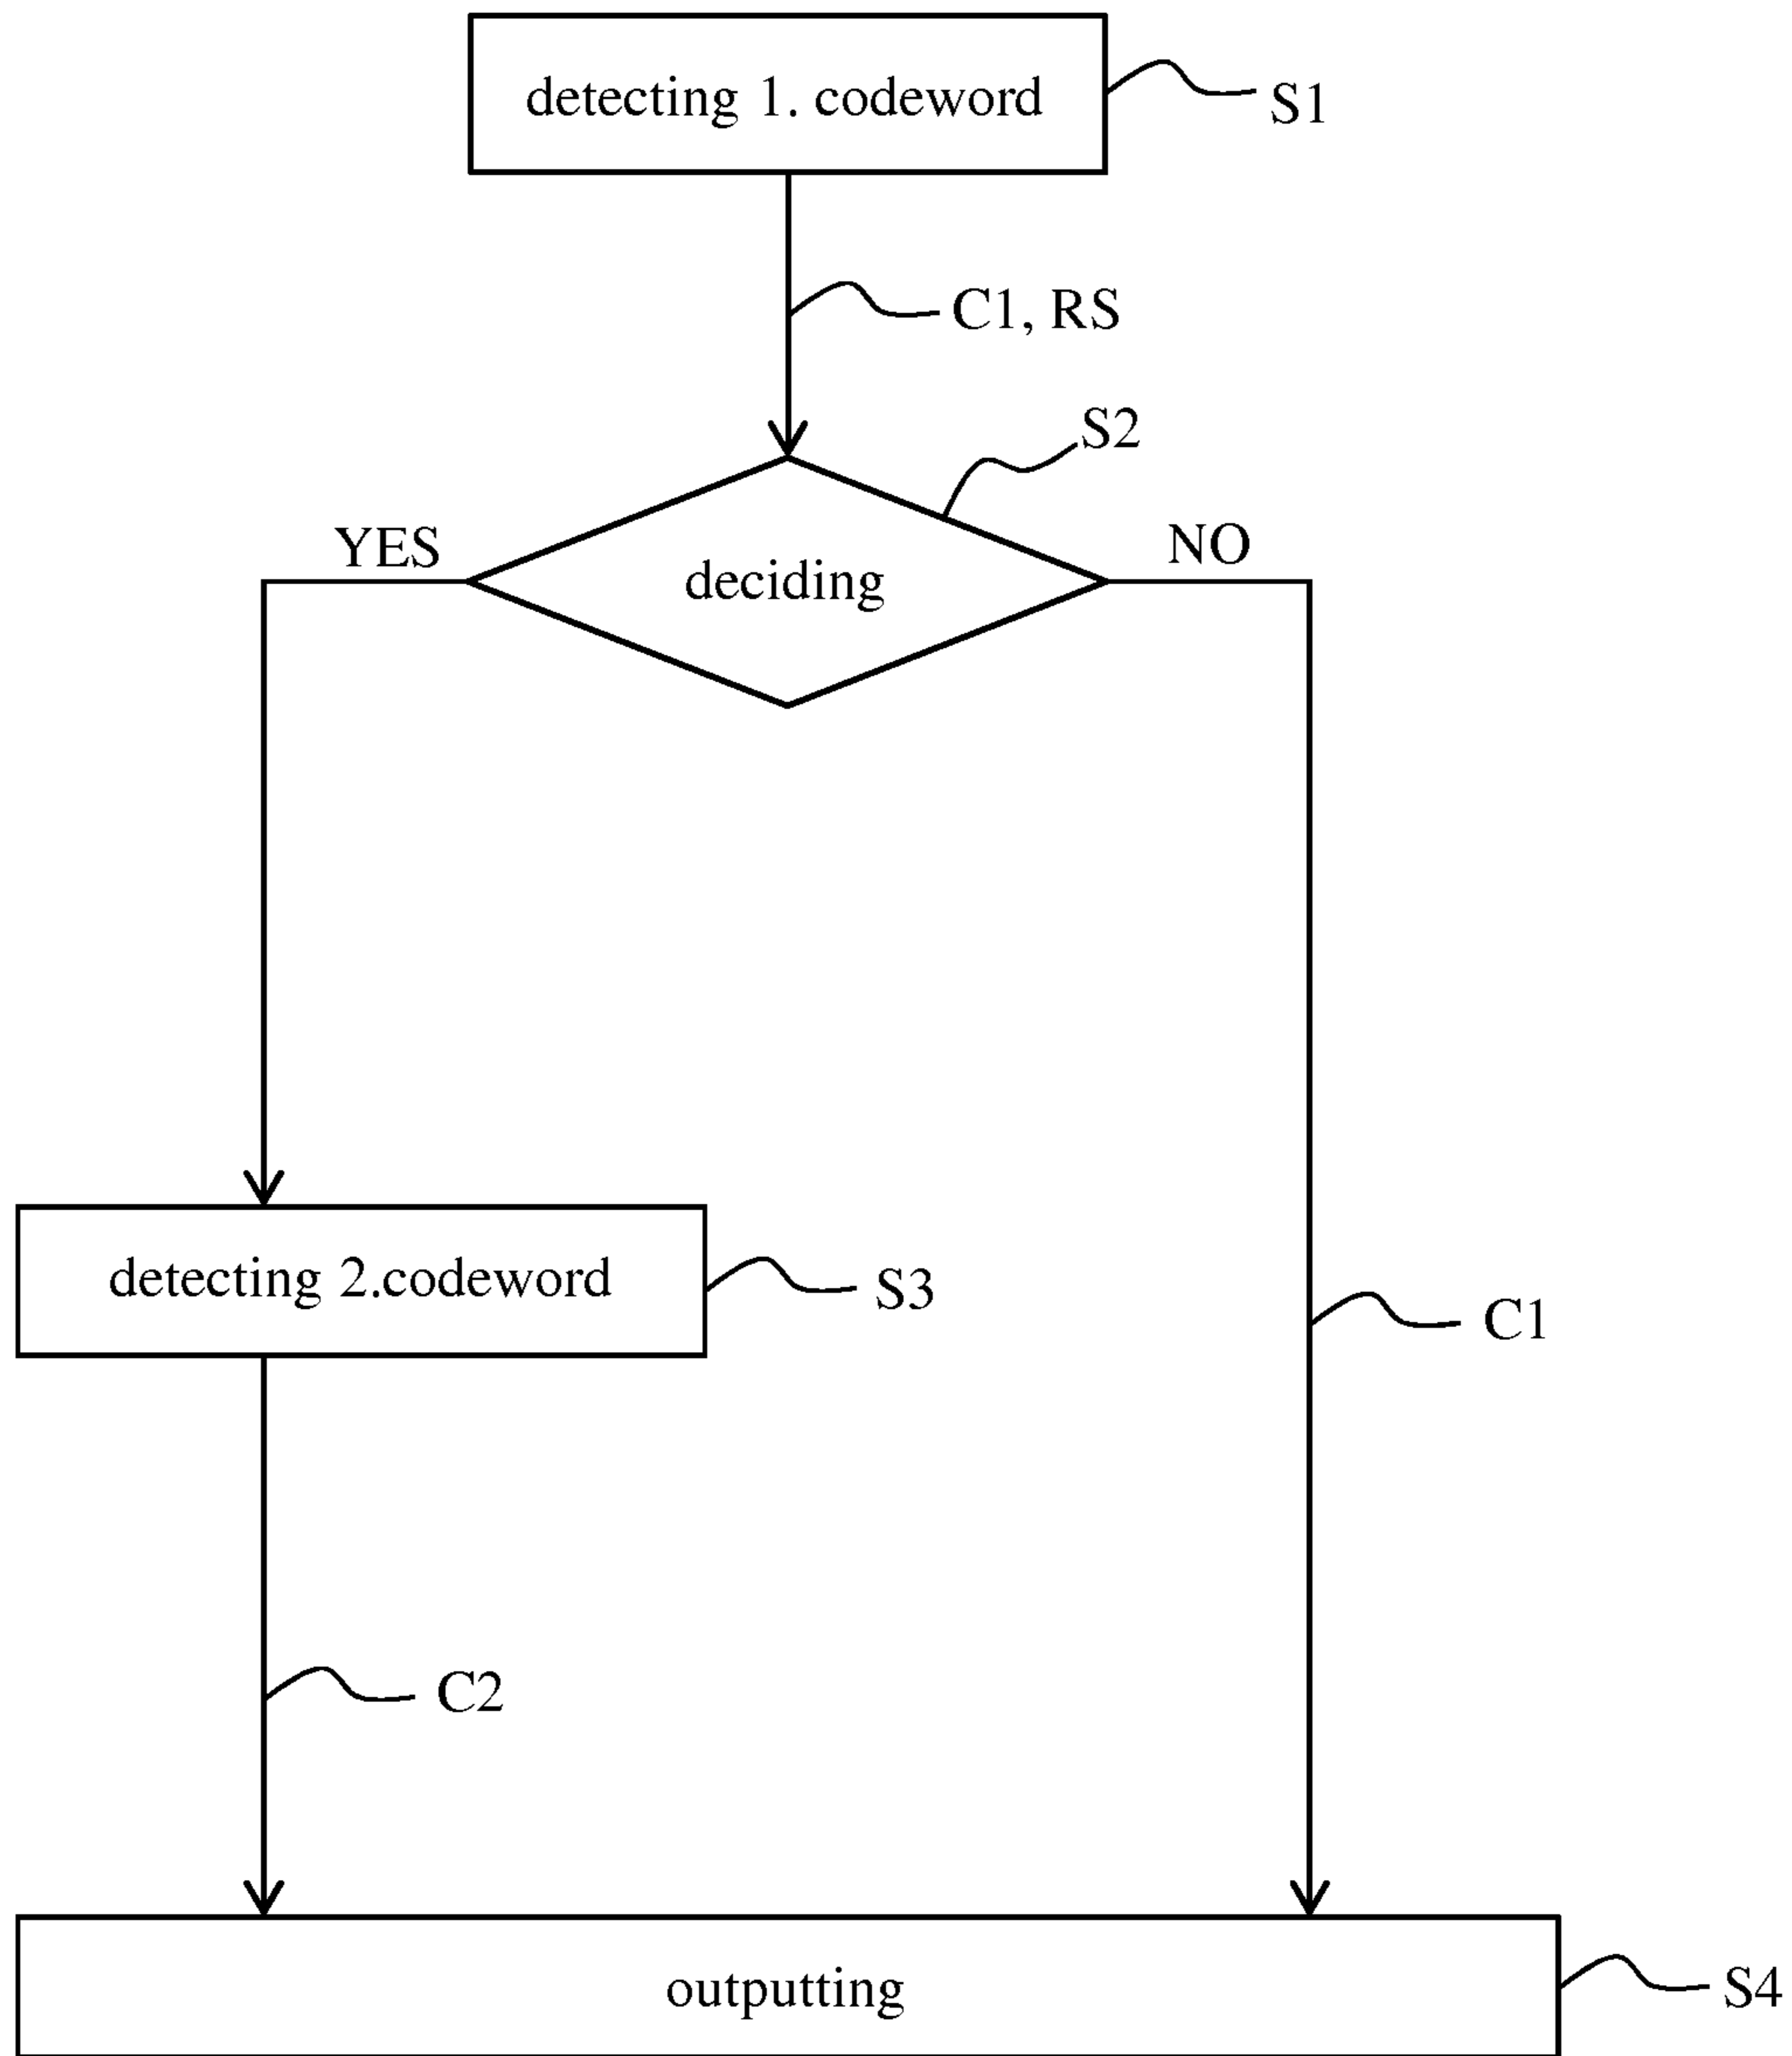 detecting 1. codeword
S1
C1, RS
S2
YES
NO
deciding
detecting 2.codeword
S3
C1
C2
outputting
S4